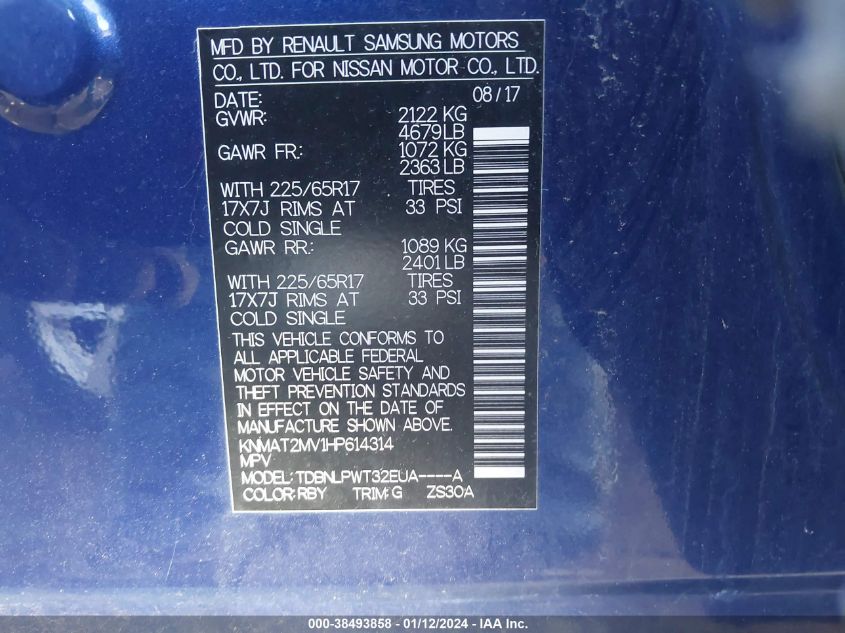 MFD BY RENAULT SAMSUNG MOTORS
CO., LTD. FOR NISSAN MOTOR CO., LTD.
DATE: 08/17
GVWR: 2122 KG
4679LB
GAWR FR.: 1072 KG
2363 LB
WITH 225/65R17 TIRES
17X7J RIMS AT 33 PSI
COLD SINGLE
GAWR RR.: 1089 KG
2401LB
WITH 225/65R17 TIRES
17X7J RIMS AT 33 PSI
COLD SINGLE
THIS VEHICLE CONFORMS TO
ALL APPLICABLE FEDERAL
MOTOR VEHICLE SAFETY AND
THEFT PREVENTION STANDARDS
IN EFFECT ON THE DATE OF
MANUFACTURE SHOWN ABOVE.
KNMAT2MV1HP614314
MPV
MODEL: TDBNLPWT32EUA----A
COLOR: RBY TRIM: G ZS30A
000-38493858 - 01/12/2024 - IAA Inc.